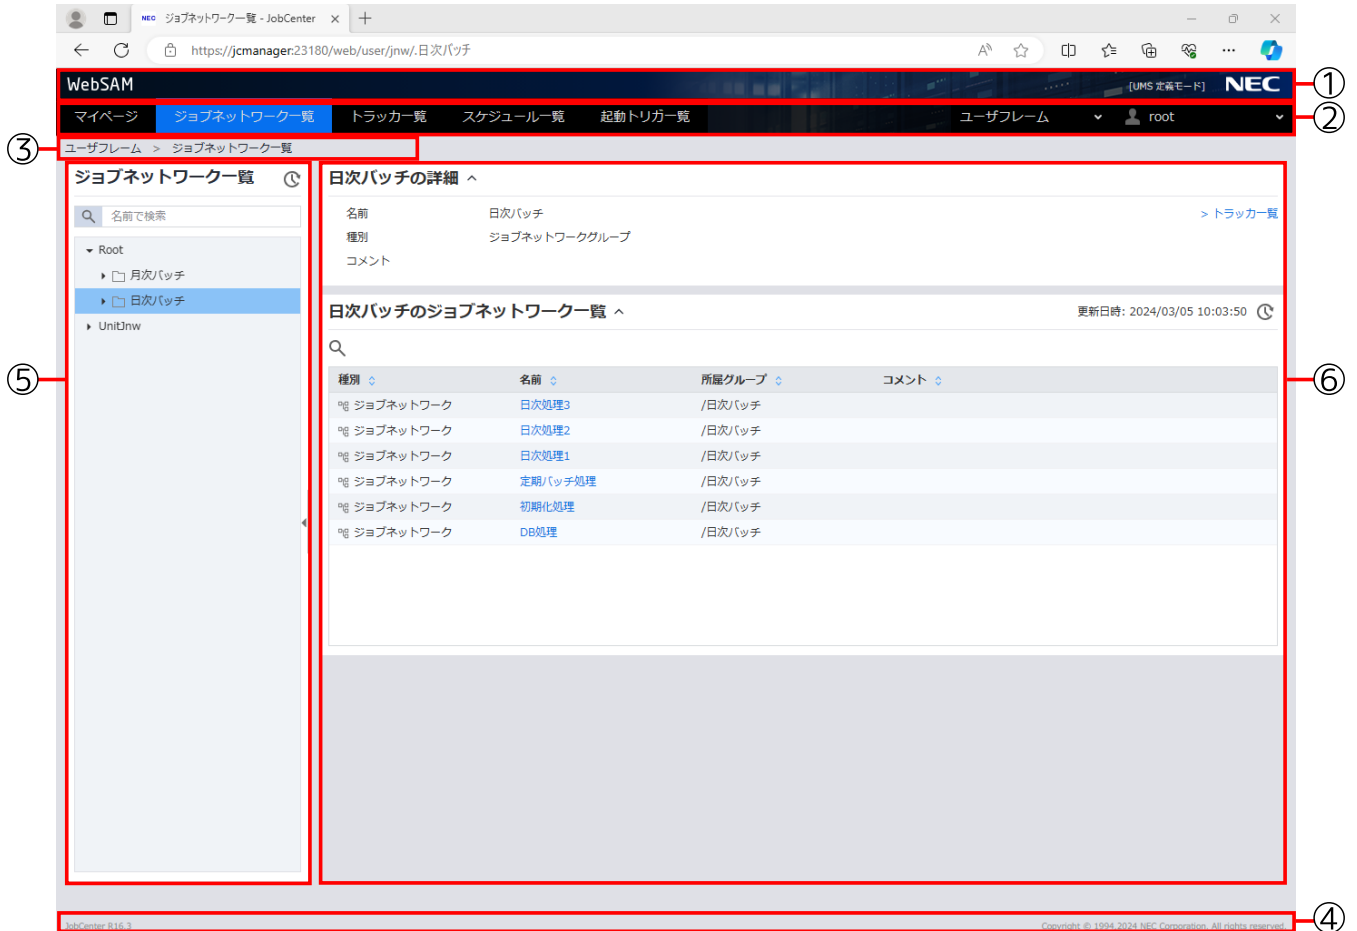 NEC ジョブネットワーク一覧 - JobCenter
https://jcmanager:23180/web/user/jnw/.日次バッチ
WebSAM [UMS 定義モード] NEC ①
マイページ ジョブネットワーク一覧 トラッカ一覧 スケジュール一覧 起動トリガ一覧 ユーザフレーム root ②
③ ユーザフレーム > ジョブネットワーク一覧
ジョブネットワーク一覧
名前で検索
Root
月次バッチ
日次バッチ
UnitJnw
⑤
日次バッチの詳細
名前 日次バッチ > トラッカ一覧
種別 ジョブネットワークグループ
コメント
日次バッチのジョブネットワーク一覧 更新日時: 2024/03/05 10:03:50
種別 名前 所属グループ コメント ⑥
ジョブネットワーク 日次処理3 /日次バッチ
ジョブネットワーク 日次処理2 /日次バッチ
ジョブネットワーク 日次処理1 /日次バッチ
ジョブネットワーク 定期バッチ処理 /日次バッチ
ジョブネットワーク 初期化処理 /日次バッチ
ジョブネットワーク DB処理 /日次バッチ
JobCenter R16.3 Copyright © 1994,2024 NEC Corporation. All rights reserved. ④